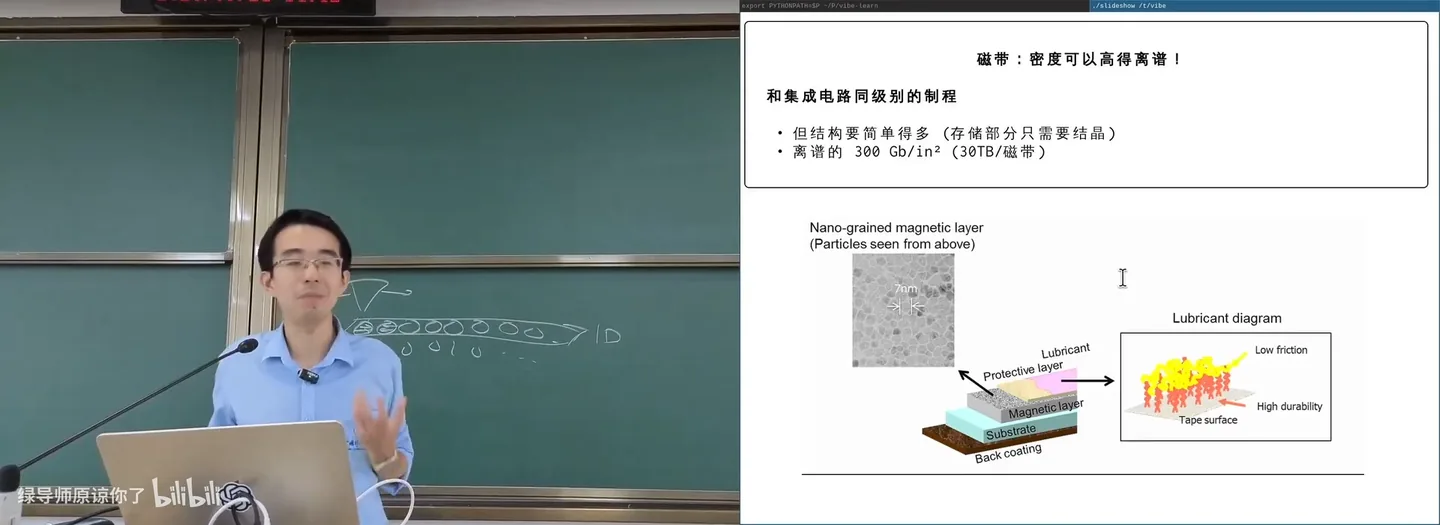 export PYTHONPATH=$P ~/P/vibe-learn
./slideshow /t/vibe
磁带：密度可以高得离谱！
和集成电路同级别的制程
• 但结构要简单得多 (存储部分只需要结晶)
• 离谱的 300 Gb/in² (30TB/磁带)
Nano-grained magnetic layer
(Particles seen from above)
7nm
Lubricant diagram
Lubricant
Protective layer
Magnetic layer
Substrate
Back coating
Low friction
High durability
Tape surface
1D
0 0 1 0 ...
绿导师原谅你了 bilibili